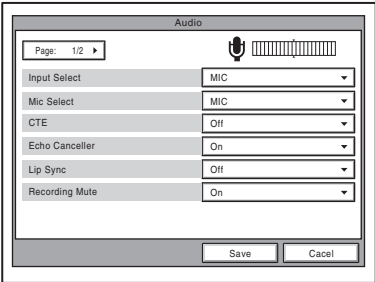 Audio
Page: 1/2
Input Select MIC
Mic Select MIC
CTE Off
Echo Canceller On
Lip Sync Off
Recording Mute On
Save Cacel